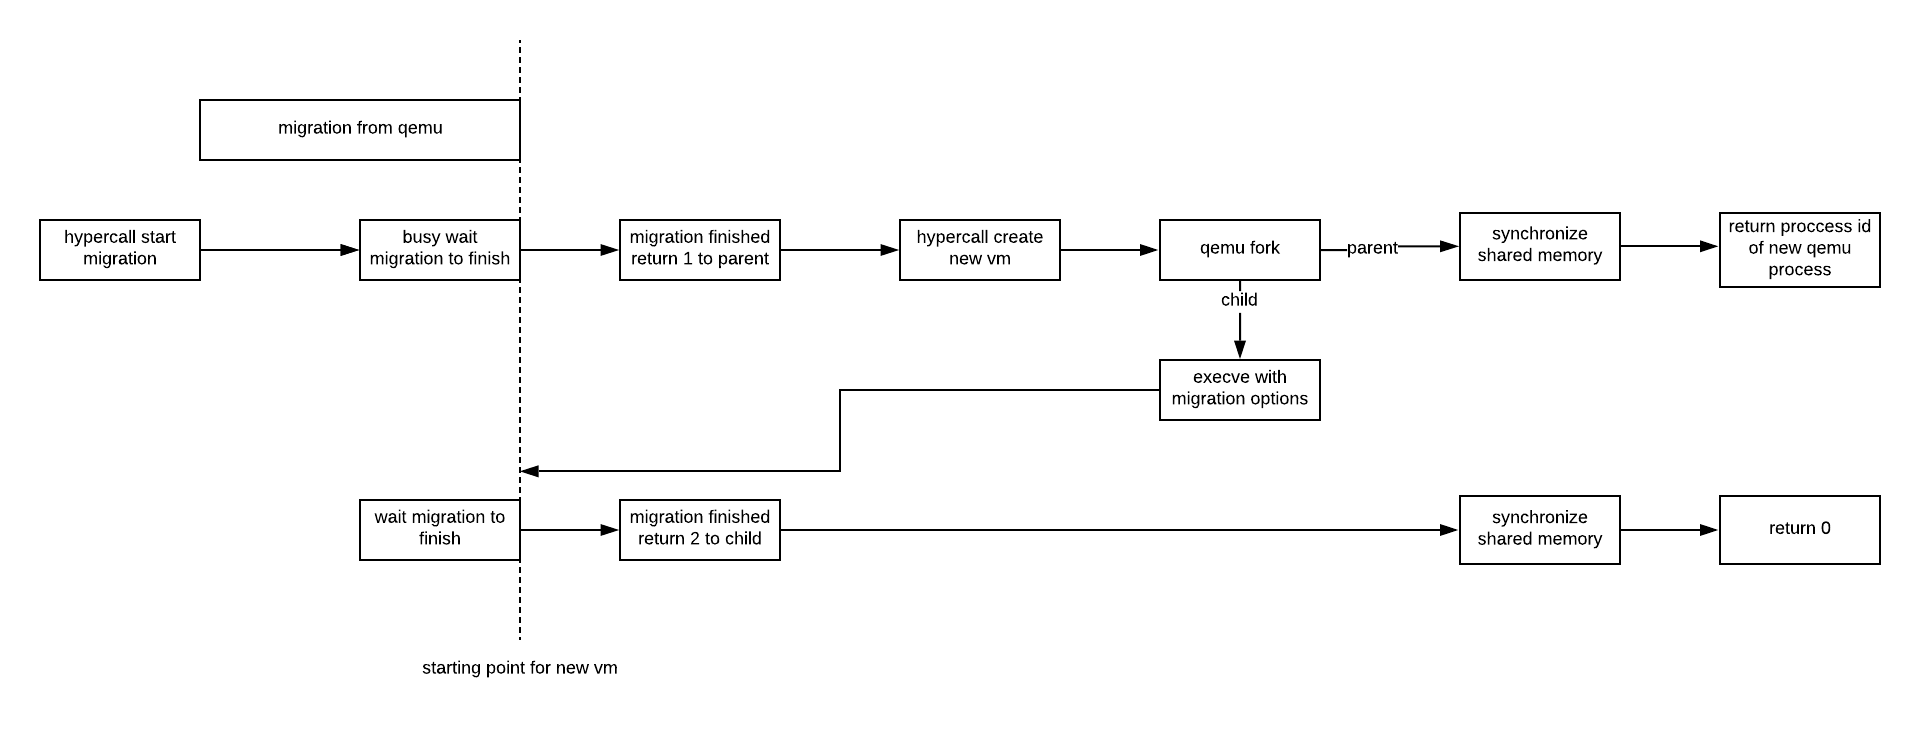 migration from qemu
hypercall start
migration
busy wait
migration to finish
migration finished
return 1 to parent
hypercall create
new vm
qemu fork
parent
synchronize
shared memory
return proccess id
of new qemu
process
child
execve with
migration options
wait migration to
finish
migration finished
return 2 to child
synchronize
shared memory
return 0
starting point for new vm